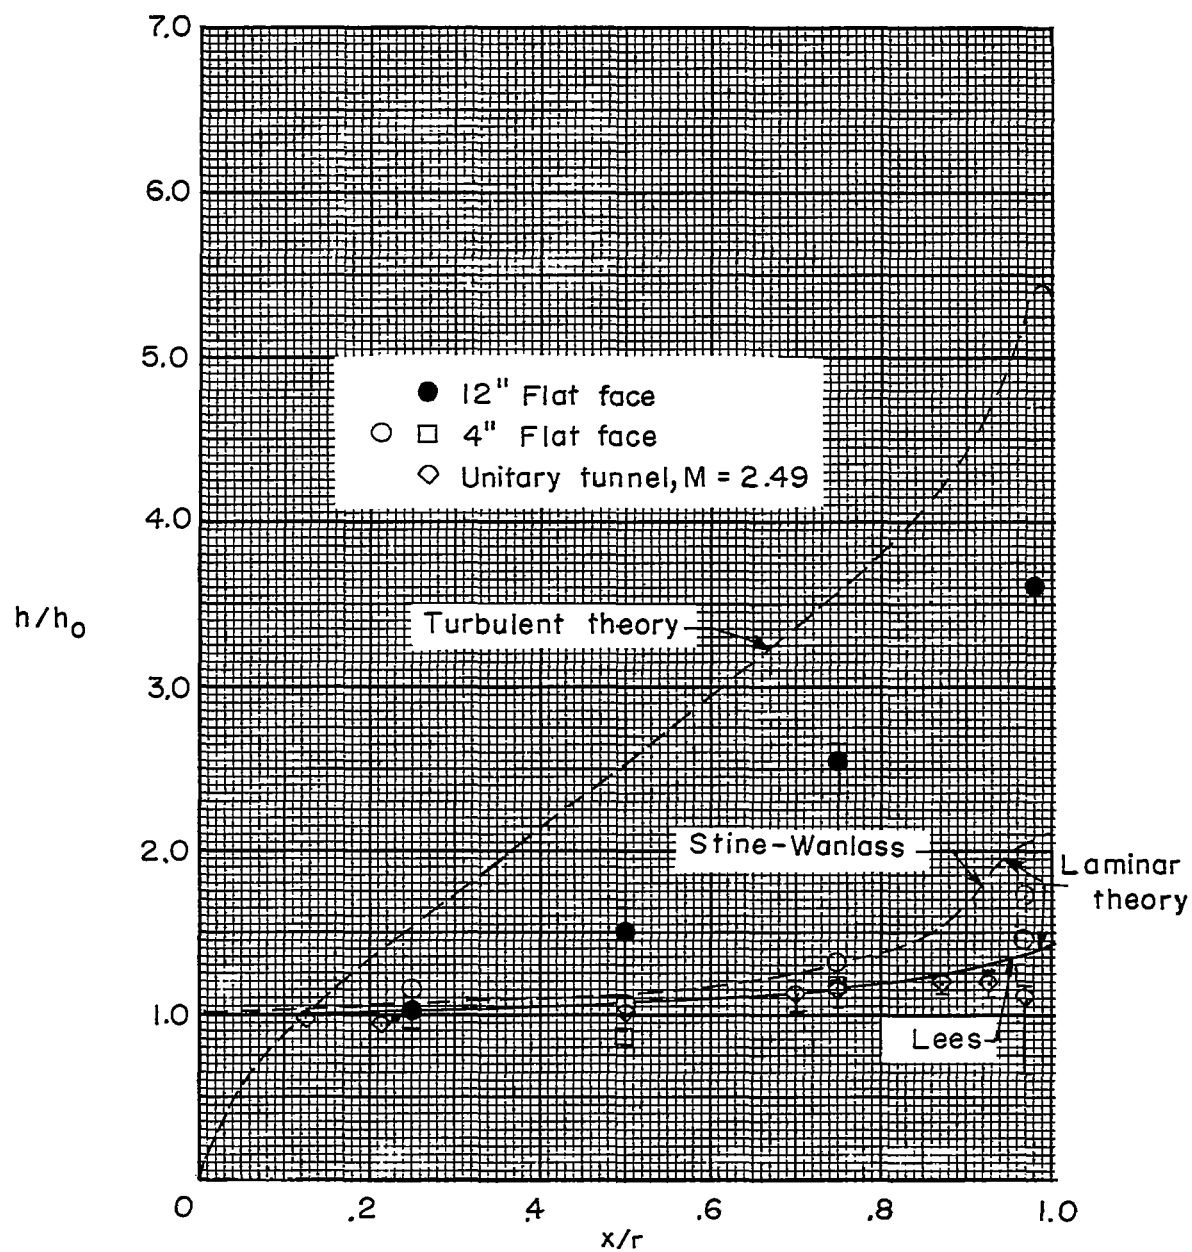 7.0
6.0
5.0
12" Flat face
4" Flat face
Unitary tunnel, M = 2.49
4.0
h/ho
Turbulent theory
3.0
2.0
Stine-Wanlass
Laminar
theory
1.0
Lees
0
.2
.4
.6
.8
1.0
x/r